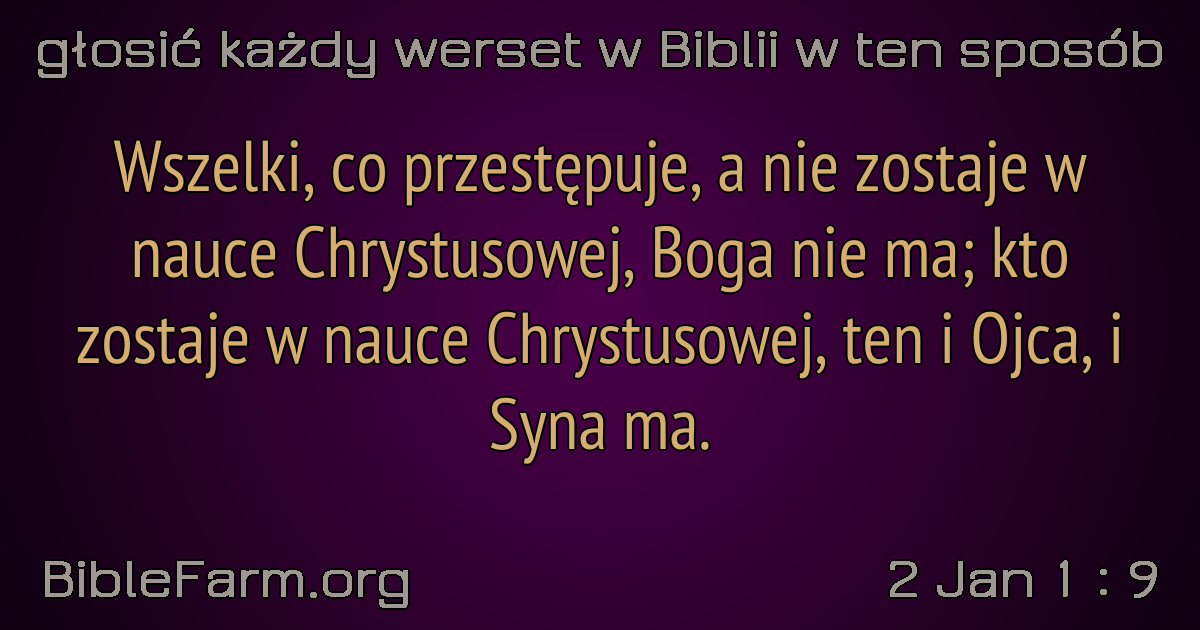 głosić każdy werset w Biblii w ten sposób
Wszelki, co przestępuje, a nie zostaje w
nauce Chrystusowej, Boga nie ma; kto
zostaje w nauce Chrystusowej, ten i Ojca, i
Syna ma.
BibleFarm.org
2 Jan 1 : 9